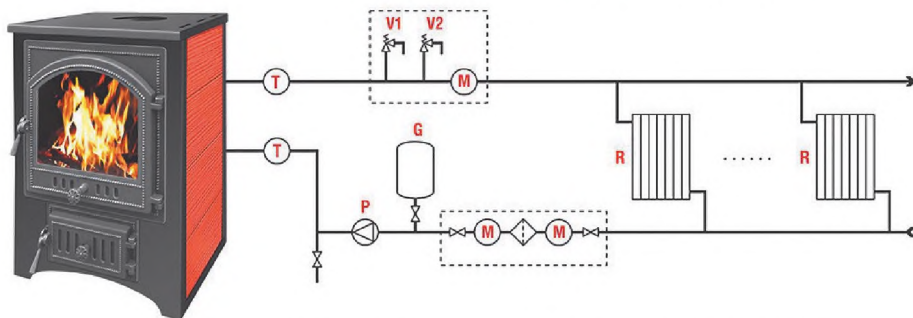 V1 V2
T M
G
T R ...... R
P
M M